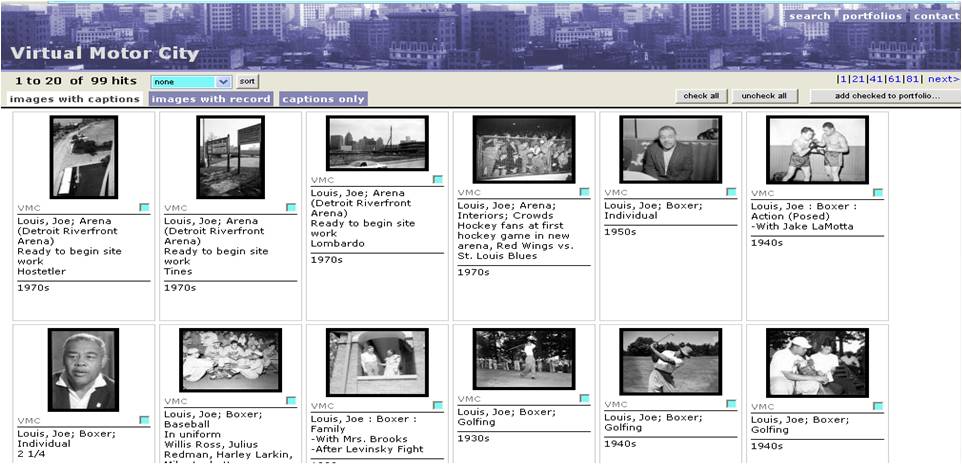 search portfolios contact
Virtual Motor City
1 to 20 of 99 hits none sort |1|21|41|61|81| next>
images with captions images with record captions only check all uncheck all add checked to portfolio...
VMC
Louis, Joe; Arena
(Detroit Riverfront
Arena)
Ready to begin site
work
Hostetler
1970s
VMC
Louis, Joe; Arena
(Detroit Riverfront
Arena)
Ready to begin site
work
Tines
1970s
VMC
Louis, Joe; Arena
(Detroit Riverfront
Arena)
Ready to begin site
work
Lombardo
1970s
VMC
Louis, Joe; Arena;
Interiors; Crowds
Hockey fans at first
hockey game in new
arena, Red Wings vs.
St. Louis Blues
1970s
VMC
Louis, Joe; Boxer;
Individual
1950s
VMC
Louis, Joe : Boxer :
Action (Posed)
-With Jake LaMotta
1940s
VMC
Louis, Joe; Boxer;
Individual
2 1/4
VMC
Louis, Joe; Boxer;
Baseball
In uniform
Willis Ross, Julius
Redman, Harley Larkin,
VMC
Louis, Joe : Boxer :
Family
-With Mrs. Brooks
-After Levinsky Fight
VMC
Louis, Joe; Boxer;
Golfing
1930s
VMC
Louis, Joe; Boxer;
Golfing
1940s
VMC
Louis, Joe; Boxer;
Golfing
1940s